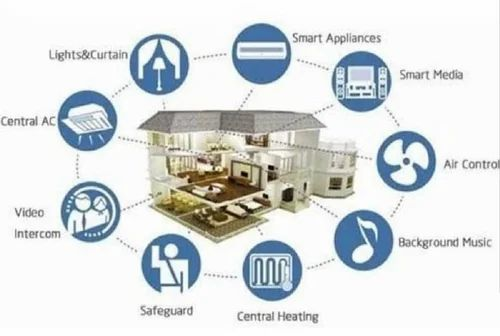 Smart Appliances
Lights&Curtain
Smart Media
Central AC
Air Control
Video
Intercom
Background Music
Safeguard
Central Heating